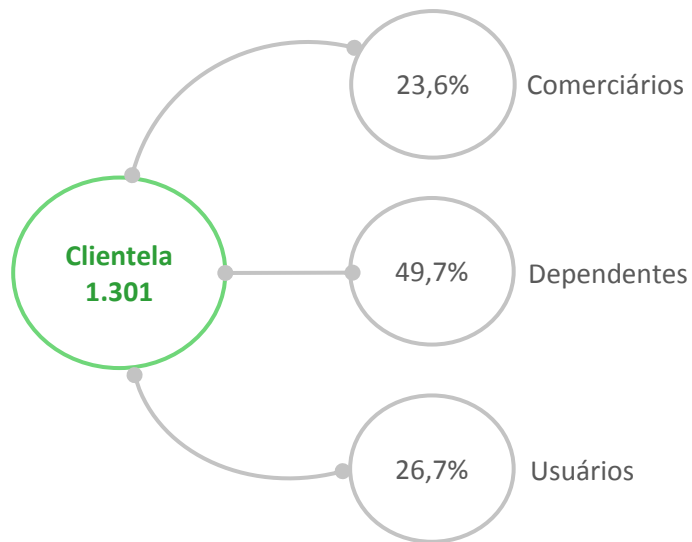 23,6%
Comerciários
Clientela
1.301
49,7%
Dependentes
26,7%
Usuários